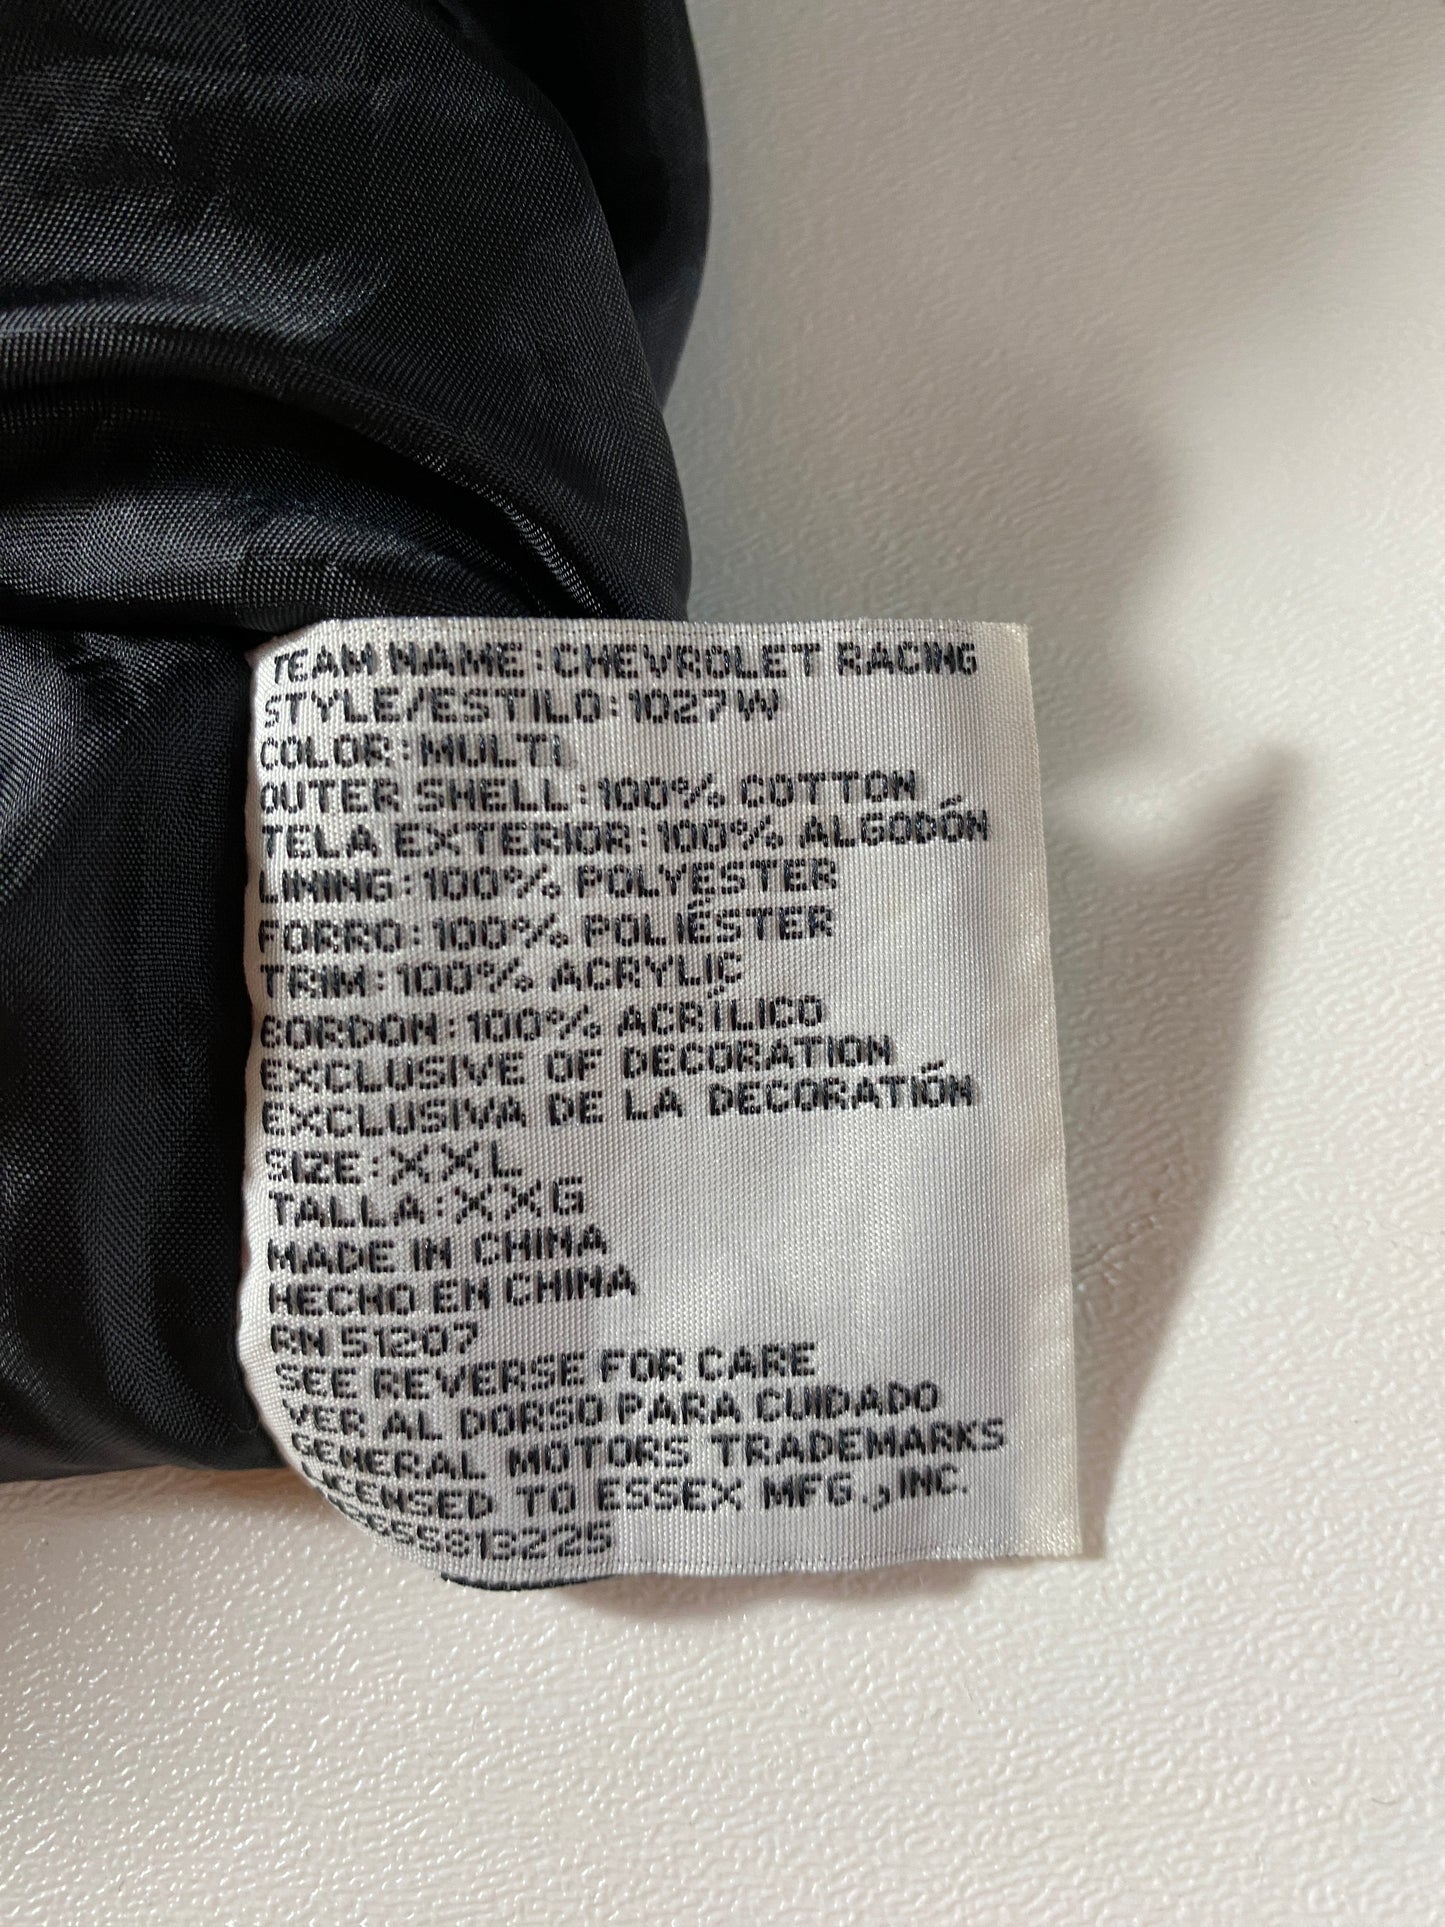 TEAM NAME:CHEVROLET RACING
STYLE/ESTILO:1027W
COLOR:MULTI
OUTER SHELL:100% COTTON
TELA EXTERIOR:100% ALGODÓN
LINING:100% POLYESTER
FORRO:100% POLIÉSTER
TRIM:100% ACRYLIC
BORDON:100% ACRÍLICO
EXCLUSIVE OF DECORATION
EXCLUSIVA DE LA DECORATIÓN
SIZE:XXL
TALLA:XXG
MADE IN CHINA
HECHO EN CHINA
RN 51207
SEE REVERSE FOR CARE
VER AL DORSO PARA CUIDADO
GENERAL MOTORS TRADEMARKS
LICENSED TO ESSEX MFG.,INC.